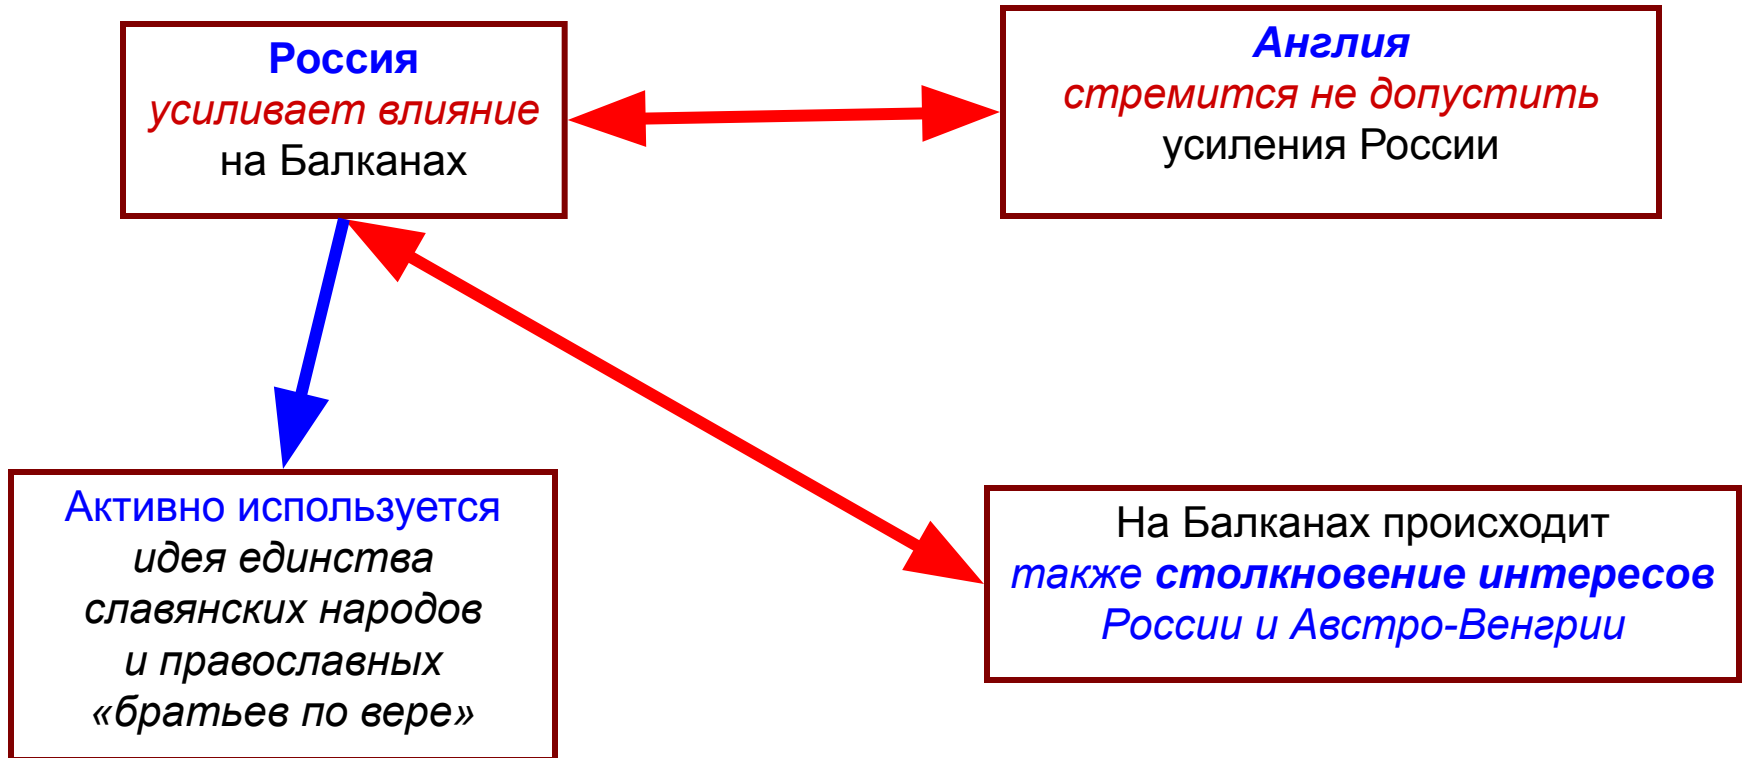 Россия
усиливает влияние
на Балканах
Англия
стремится не допустить
усиления России
Активно используется
идея единства
славянских народов
и православных
«братьев по вере»
На Балканах происходит
также столкновение интересов
России и Австро-Венгрии